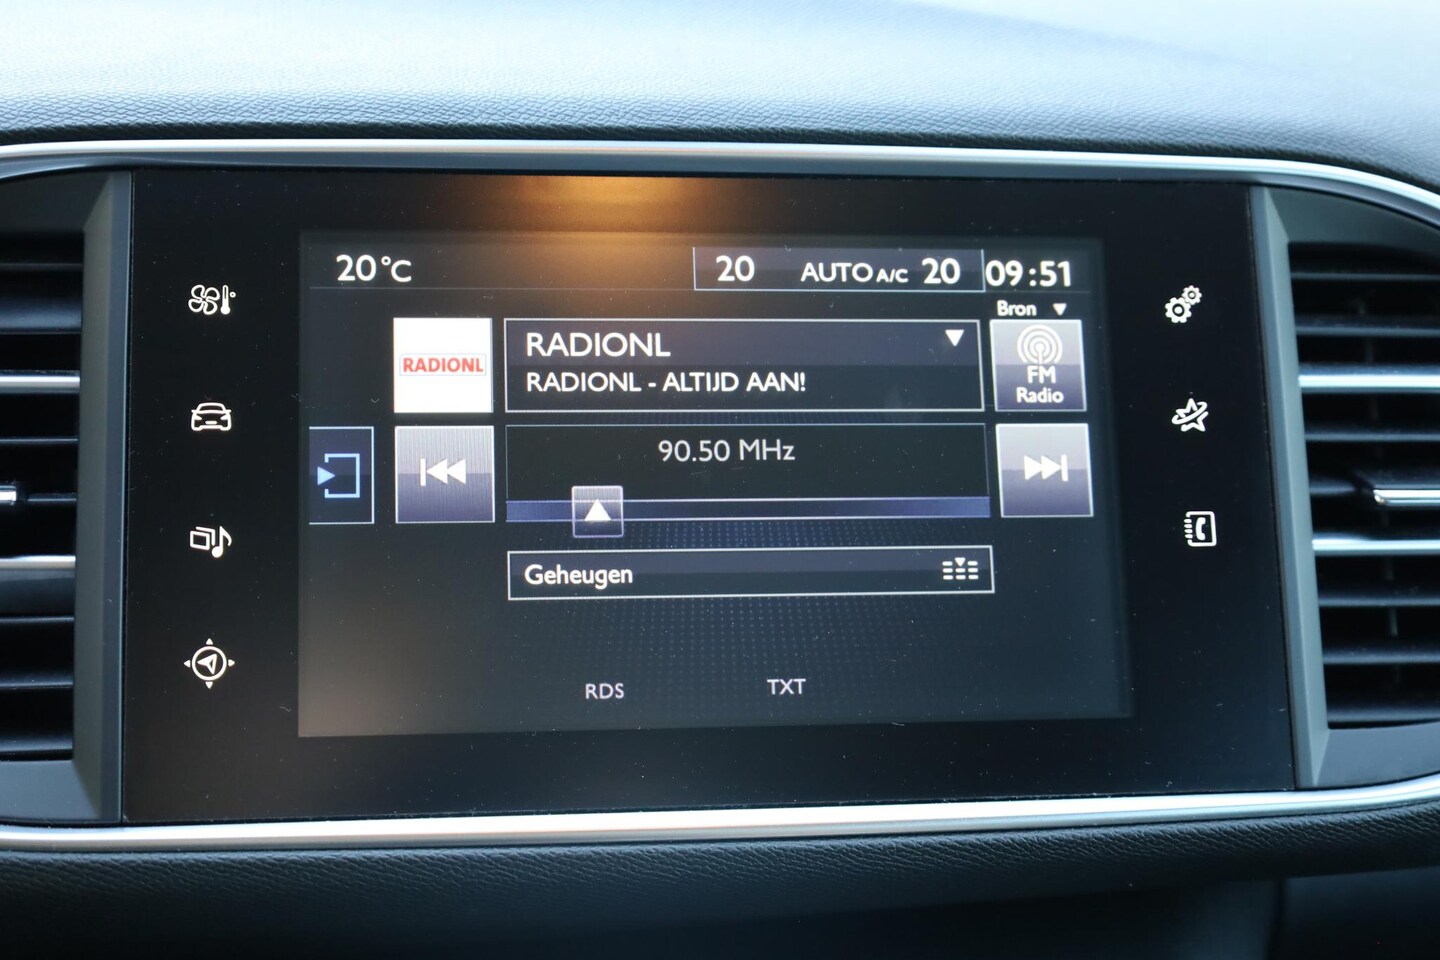 20°C
20 AUTO A/C 20
09:51
Bron
RADIONL
RADIONL
RADIONL - ALTIJD AAN!
FM
Radio
90.50 MHz
Geheugen
RDS
TXT